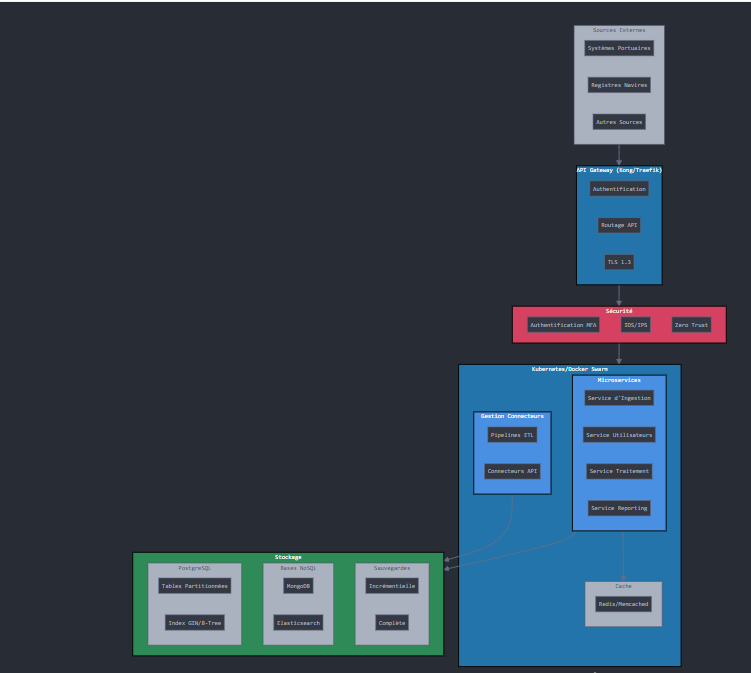 Sources Externes
Systèmes Portuaires
Registres Navires
Autres Sources
API Gateway (Kong/Traefik)
Authentification
Routage API
TLS 1.3
Sécurité
Authentification MFA
IDS/IPS
Zero Trust
Kubernetes/Docker Swarm
Microservices
Service d'Ingestion
Service Utilisateurs
Service Traitement
Service Reporting
Gestion Connecteurs
Pipelines ETL
Connecteurs API
Stockage
PostgreSQL
Tables Partitionnées
Index GIN/B-Tree
Bases NoSQL
MongoDB
Elasticsearch
Sauvegardes
Incrémentielle
Complète
Cache
Redis/Memcached